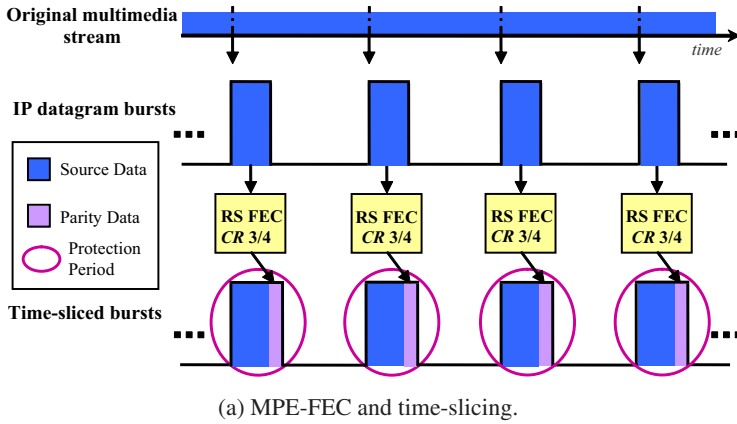 Original multimedia
stream
time
IP datagram bursts
Source Data
Parity Data
Protection
Period
RS FEC
CR 3/4
RS FEC
CR 3/4
RS FEC
CR 3/4
RS FEC
CR 3/4
Time-sliced bursts
(a) MPE-FEC and time-slicing.